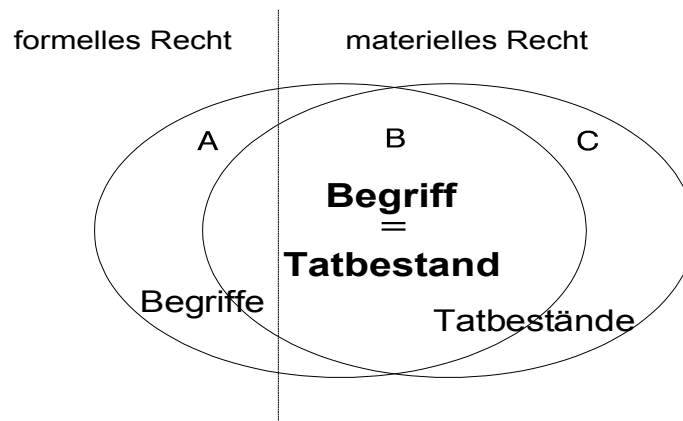 formelles Recht
materielles Recht
A
B
C
Begriff
=
Tatbestand
Begriffe
Tatbestände